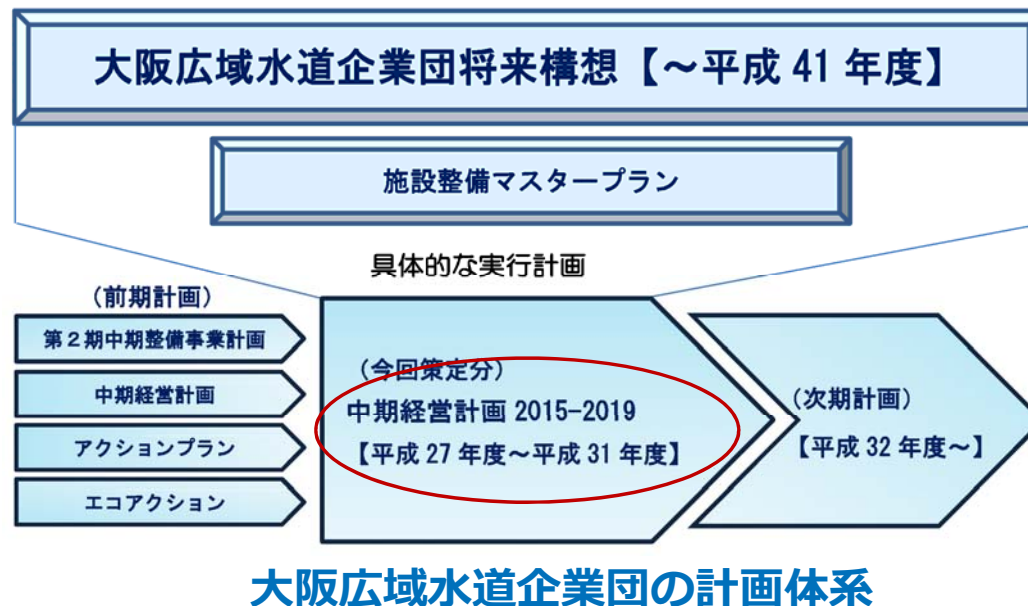 大阪広域水道企業団将来構想【～平成 41 年度】
施設整備マスタープラン
具体的な実行計画
(前期計画)
第２期中期整備事業計画
中期経営計画
アクションプラン
エコアクション
(今回策定分)
中期経営計画 2015-2019
【平成 27 年度～平成 31 年度】
(次期計画)
【平成 32 年度～】
大阪広域水道企業団の計画体系